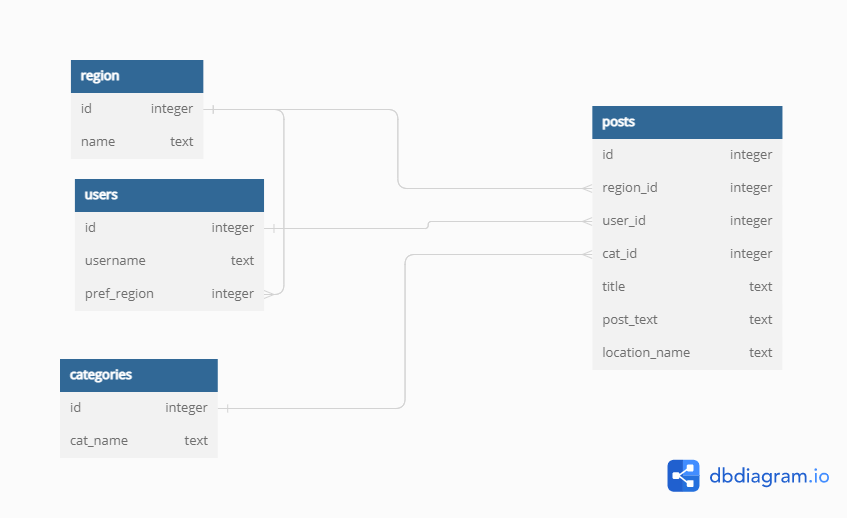 region
id integer
name text
users
id integer
username text
pref_region integer
categories
id integer
cat_name text
posts
id integer
region_id integer
user_id integer
cat_id integer
title text
post_text text
location_name text
dbdiagram.io